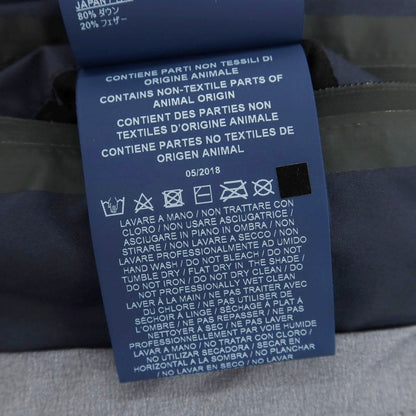 JAPAN /
80% ダウン
20% フェザー
CONTIENE PARTI NON TESSILI DI
ORIGINE ANIMALE
CONTAINS NON-TEXTILE PARTS OF
ANIMAL ORIGIN
CONTIENT DES PARTIES NON
TEXTILES D'ORIGINE ANIMALE
CONTIENE PARTES NO TEXTILES DE
ORIGEN ANIMAL
05/2018
LAVARE A MANO / NON TRATTARE CON
CLORO / NON USARE ASCIUGATRICE /
ASCIUGARE IN PIANO IN OMBRA / NON
STIRARE / NON LAVARE A SECCO / NON
LAVARE PROFESSIONALMENTE AD UMIDO
HAND WASH / DO NOT BLEACH / DO NOT
TUMBLE DRY / FLAT DRY IN THE SHADE /
DO NOT IRON / DO NOT DRY CLEAN / DO
NOT PROFESSIONAL WET CLEAN
LAVER À LA MAIN / NE PAS TRAITER AVEC
DU CHLORE / NE PAS UTILISER DE
SÉCHOIR À LINGE / SÉCHAGE À PLAT À
L'OMBRE / NE PAS REPASSER / NE PAS
NETTOYER À SEC / NE PAS LAVER
PROFESSIONNELLEMENT PAR VOIE HUMIDE
LAVAR A MANO / NO USAR CLORO / NO
UTILIZAR SECADORA / SECAR EN
HORIZONTAL A LA SOMBRA / NO PLANCHAR
/ NO LAVAR EN SECO / NO LAVAR